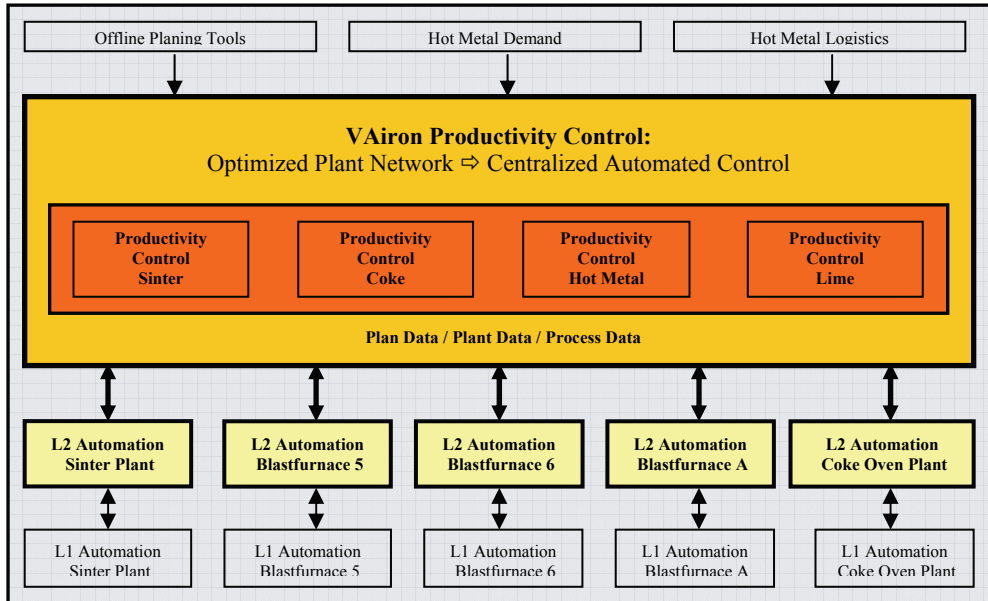 Offline Planing Tools
Hot Metal Demand
Hot Metal Logistics
VAiron Productivity Control:
Optimized Plant Network ⇨ Centralized Automated Control
Productivity
Control
Sinter
Productivity
Control
Coke
Productivity
Control
Hot Metal
Productivity
Control
Lime
Plan Data / Plant Data / Process Data
L2 Automation
Sinter Plant
L2 Automation
Blastfurnace 5
L2 Automation
Blastfurnace 6
L2 Automation
Blastfurnace A
L2 Automation
Coke Oven Plant
L1 Automation
Sinter Plant
L1 Automation
Blastfurnace 5
L1 Automation
Blastfurnace 6
L1 Automation
Blastfurnace A
L1 Automation
Coke Oven Plant